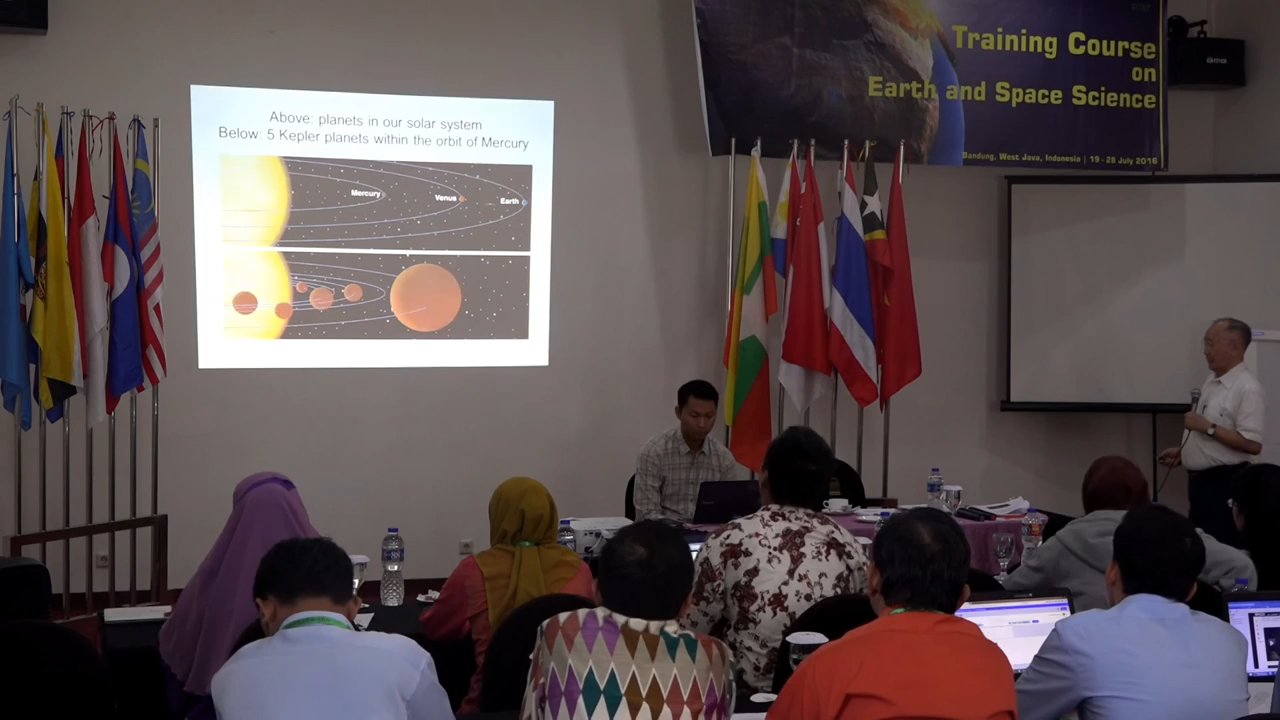 Above: planets in our solar system
Below: 5 Kepler planets within the orbit of Mercury
Mercury
Venus
Earth
Training Course
on
Earth and Space Science
Bandung, West Java, Indonesia | 19 - 26 July 2016